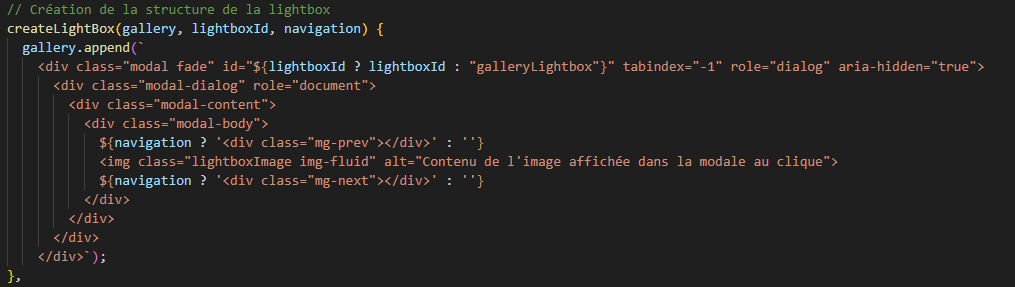 // Création de la structure de la lightbox
createLightBox(gallery, lightboxId, navigation) {
gallery.append(`
<div class="modal fade" id="${lightboxId ? lightboxId : "galleryLightbox"}" tabindex="-1" role="dialog" aria-hidden="true">
<div class="modal-dialog" role="document">
<div class="modal-content">
<div class="modal-body">
${navigation ? '<div class="mg-prev"></div>' : ''}
<img class="lightboxImage img-fluid" alt="Contenu de l'image affichée dans la modale au clique">
${navigation ? '<div class="mg-next"></div>' : ''}
</div>
</div>
</div>
</div>`);
},